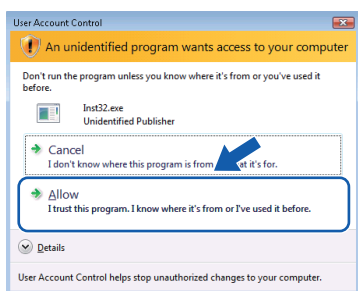 User Account Control
An unidentified program wants access to your computer
Don't run the program unless you know where it's from or you've used it
before.
Inst32.exe
Unidentified Publisher
Cancel
I don't know where this program is from at it's for.
Allow
I trust this program. I know where it's from or I've used it before.
Details
User Account Control helps stop unauthorized changes to your computer.